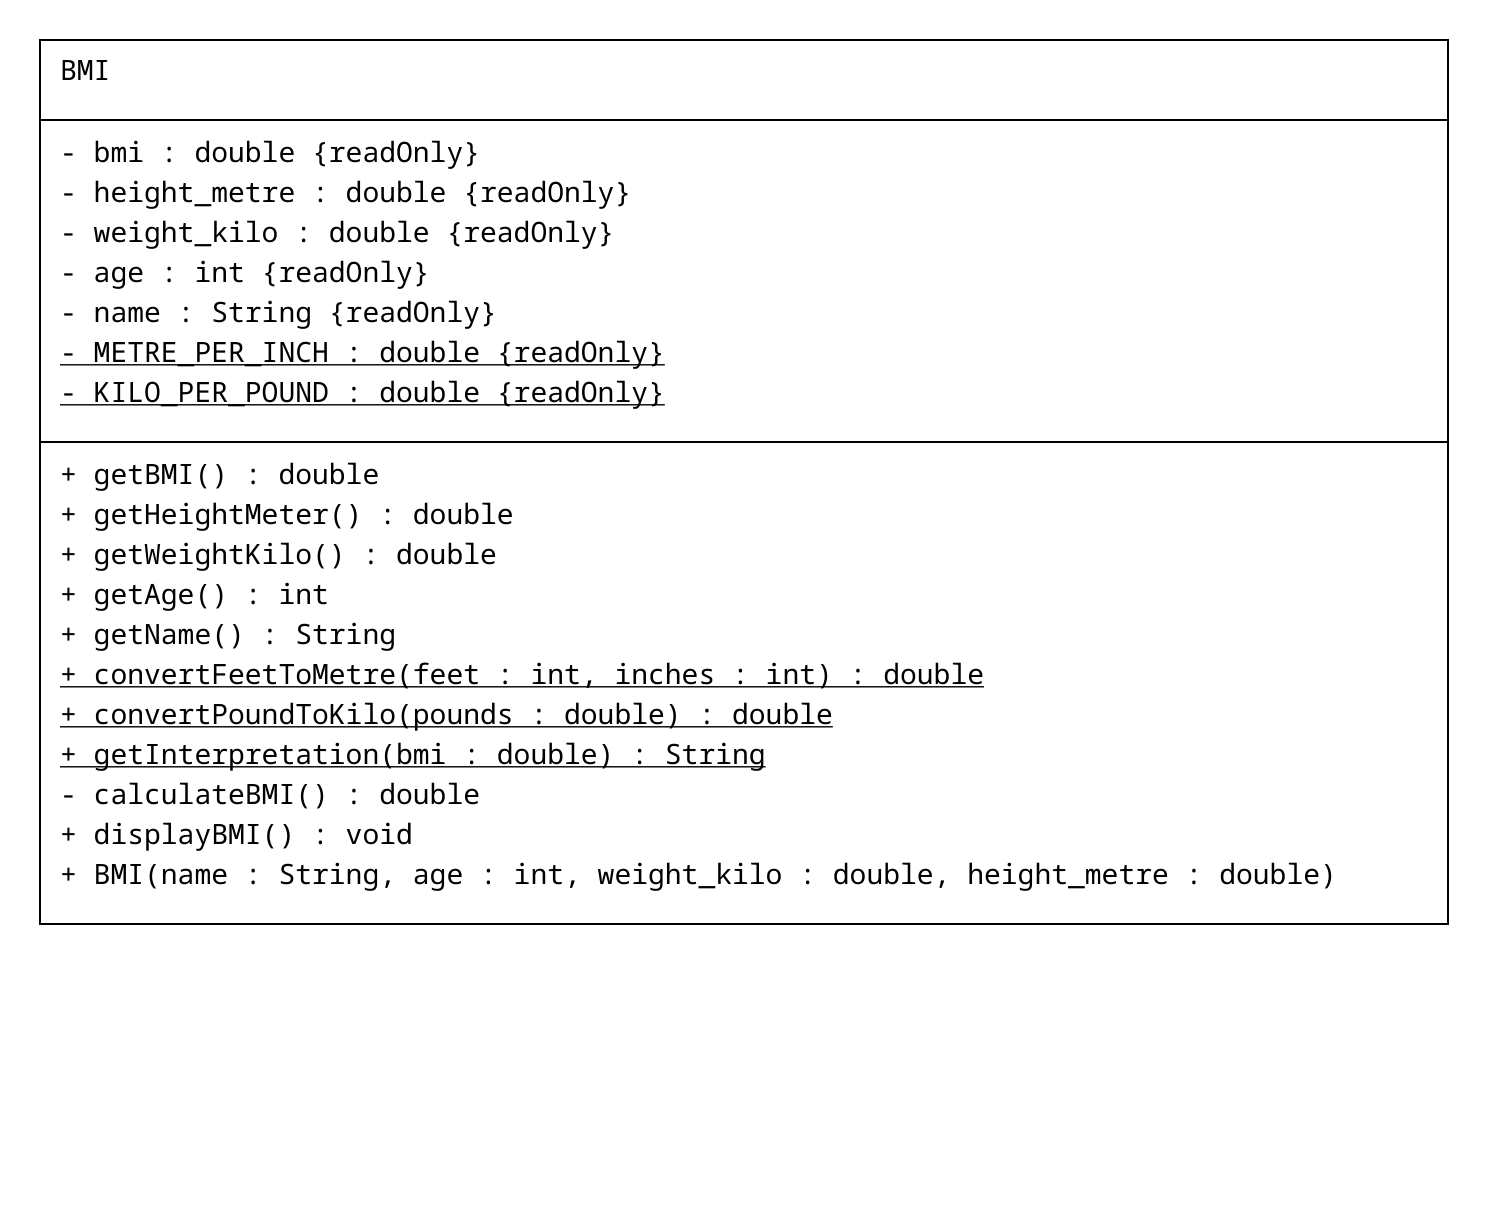 BMI
- bmi : double {readOnly}
- height_metre : double {readOnly}
- weight_kilo : double {readOnly}
- age : int {readOnly}
- name : String {readOnly}
- METRE_PER_INCH : double {readOnly}
- KILO_PER_POUND : double {readOnly}
+ getBMI() : double
+ getHeightMeter() : double
+ getWeightKilo() : double
+ getAge() : int
+ getName() : String
+ convertFeetToMetre(feet : int, inches : int) : double
+ convertPoundToKilo(pounds : double) : double
+ getInterpretation(bmi : double) : String
- calculateBMI() : double
+ displayBMI() : void
+ BMI(name : String, age : int, weight_kilo : double, height_metre : double)